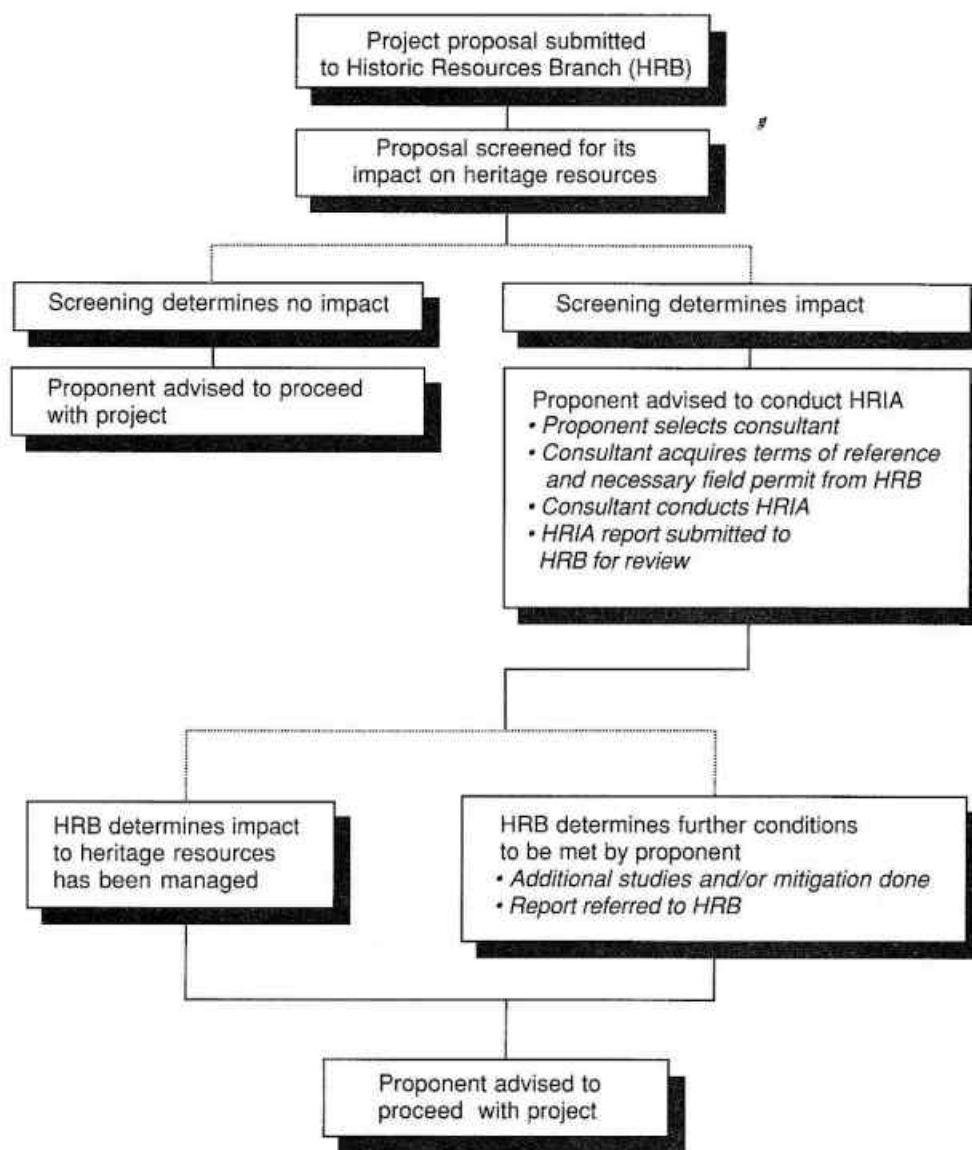 Project proposal submitted
to Historic Resources Branch (HRB)
Proposal screened for its
impact on heritage resources
Screening determines no impact
Screening determines impact
Proponent advised to proceed
with project
Proponent advised to conduct HRIA
• Proponent selects consultant
• Consultant acquires terms of reference
and necessary field permit from HRB
• Consultant conducts HRIA
• HRIA report submitted to
HRB for review
HRB determines impact
to heritage resources
has been managed
HRB determines further conditions
to be met by proponent
• Additional studies and/or mitigation done
• Report referred to HRB
Proponent advised to
proceed with project